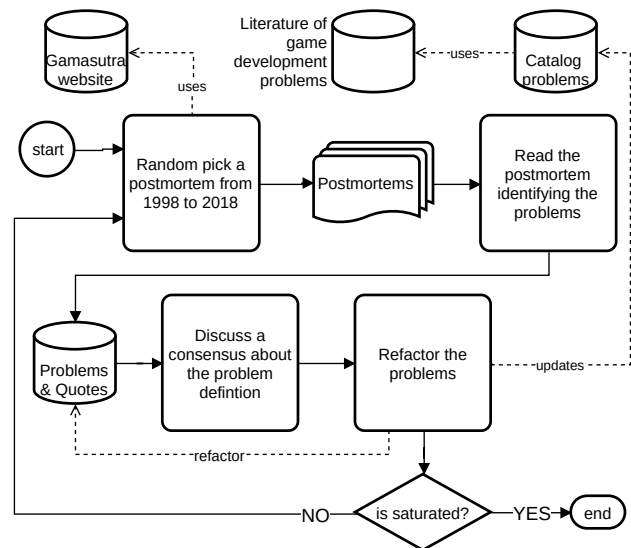 Literature of
game
development
problems
Gamasutra
website
uses
Catalog
problems
uses
start
Random pick a
postmortem from
1998 to 2018
Postmortems
Read the
postmortem
identifying the
problems
Problems
& Quotes
Discuss a
consensus about
the problem
defintion
Refactor the
problems
updates
refactor
is saturated?
NO
YES
end